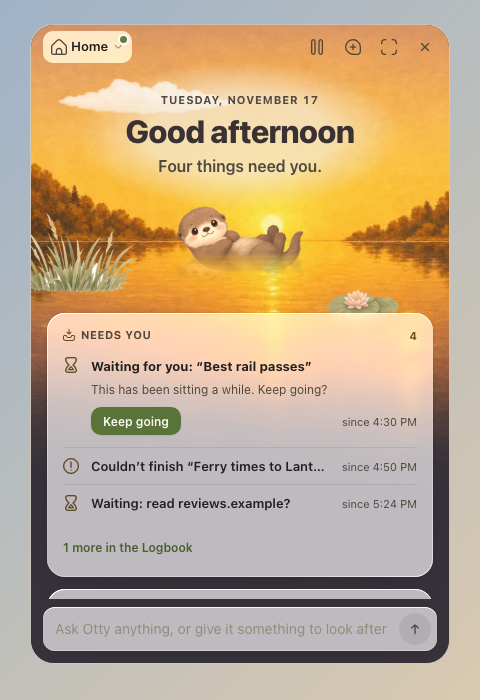 Home
TUESDAY, NOVEMBER 17
Good afternoon
Four things need you.
NEEDS YOU 4
Waiting for you: “Best rail passes”
This has been sitting a while. Keep going?
Keep going since 4:30 PM
Couldn’t finish “Ferry times to Lant... since 4:50 PM
Waiting: read reviews.example? since 5:24 PM
1 more in the Logbook
Ask Otty anything, or give it something to look after